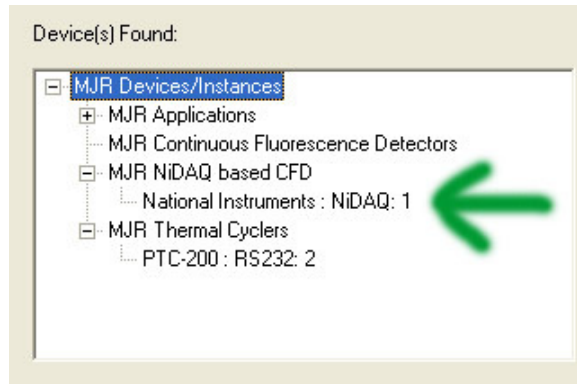 Device(s) Found:
MJR Devices/Instances
MJR Applications
MJR Continuous Fluorescence Detectors
MJR NiDAQ based CFD
National Instruments : NiDAQ: 1
MJR Thermal Cyclers
PTC-200 : RS232: 2